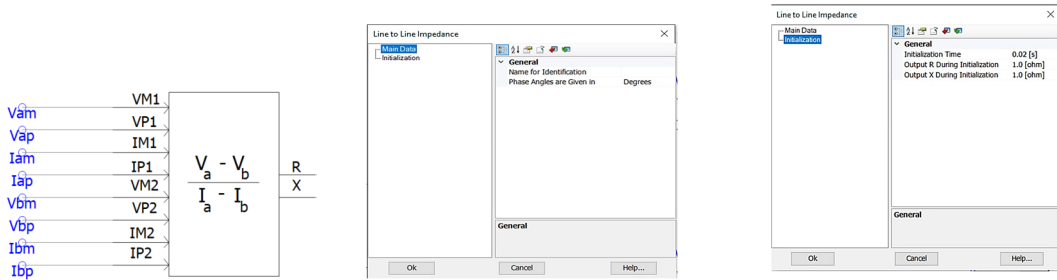 Vam
Vap
Iam
Iap
Vbm
Vbp
Ibm
Ibp
VM1
VP1
IM1
IP1
VM2
VP2
IM2
IP2
Va - Vb
Ia - Ib
R
X
Line to Line Impedance
Main Data
Initialization
General
Name for Identification
Phase Angles are Given in Degrees
General
Ok Cancel Help...
Line to Line Impedance
Main Data
Initialization
General
Initialization Time 0.02 [s]
Output R During Initialization 1.0 [ohm]
Output X During Initialization 1.0 [ohm]
General
Ok Cancel Help...